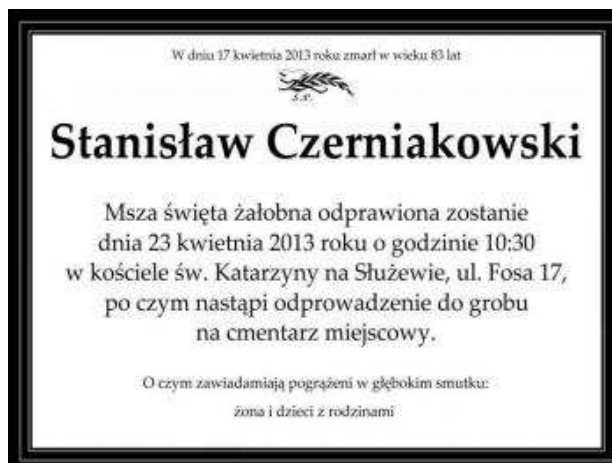 W dniu 17 kwietnia 2013 roku zmarł w wieku 83 lat
ś.p.
Stanisław Czerniakowski
Msza święta żałobna odprawiona zostanie
dnia 23 kwietnia 2013 roku o godzinie 10:30
w kościele św. Katarzyny na Służewie, ul. Fosa 17,
po czym nastąpi odprowadzenie do grobu
na cmentarz miejscowy.
O czym zawiadamiają pogrążeni w głębokim smutku:
żona i dzieci z rodzinami